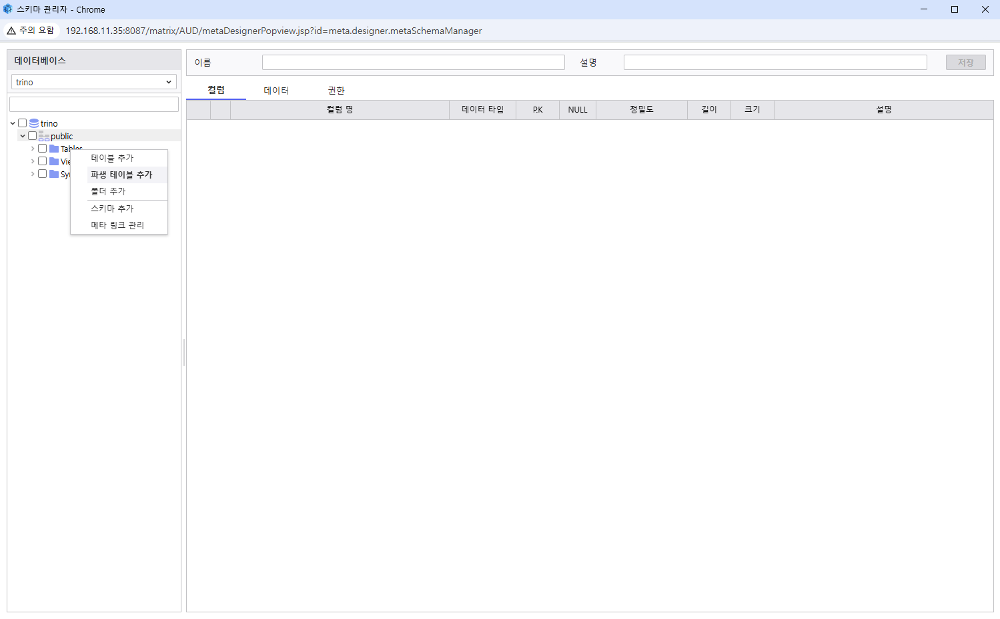 스키마 관리자 - Chrome
주의 요함 192.168.11.35:8087/matrix/AUD/metaDesignerPopview.jsp?id=meta.designer.metaSchemaManager
데이터베이스
trino
trino
public
Tables
테이블 추가
파생 테이블 추가
폴더 추가
스키마 추가
메타 링크 관리
이름 설명 저장
컬럼 데이터 권한
컬럼 명 데이터 타입 P.K NULL 정밀도 길이 크기 설명